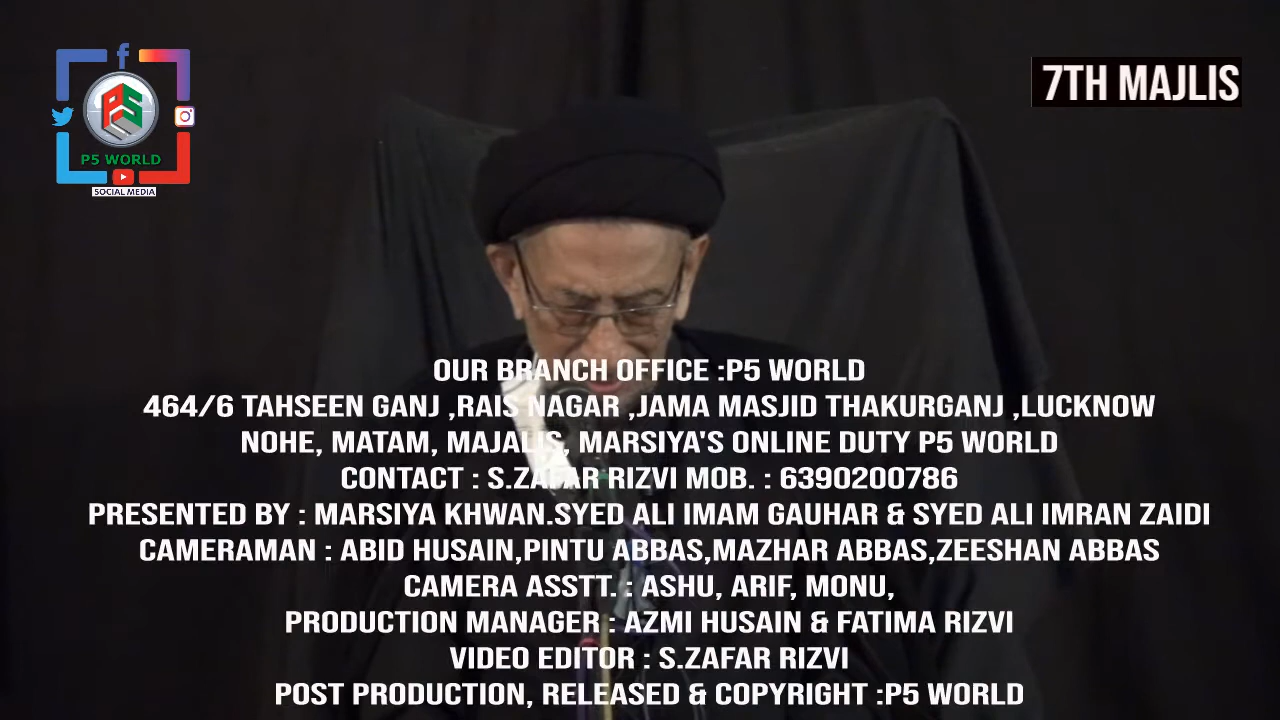 P5 WORLD
SOCIAL MEDIA
7TH MAJLIS
OUR BRANCH OFFICE :P5 WORLD
464/6 TAHSEEN GANJ ,RAIS NAGAR ,JAMA MASJID THAKURGANJ ,LUCKNOW
NOHE, MATAM, MAJALIS, MARSIYA'S ONLINE DUTY P5 WORLD
CONTACT : S.ZAFAR RIZVI MOB. : 6390200786
PRESENTED BY : MARSIYA KHWAN.SYED ALI IMAM GAUHAR & SYED ALI IMRAN ZAIDI
CAMERAMAN : ABID HUSAIN,PINTU ABBAS,MAZHAR ABBAS,ZEESHAN ABBAS
CAMERA ASSTT. : ASHU, ARIF, MONU,
PRODUCTION MANAGER : AZMI HUSAIN & FATIMA RIZVI
VIDEO EDITOR : S.ZAFAR RIZVI
POST PRODUCTION, RELEASED & COPYRIGHT :P5 WORLD